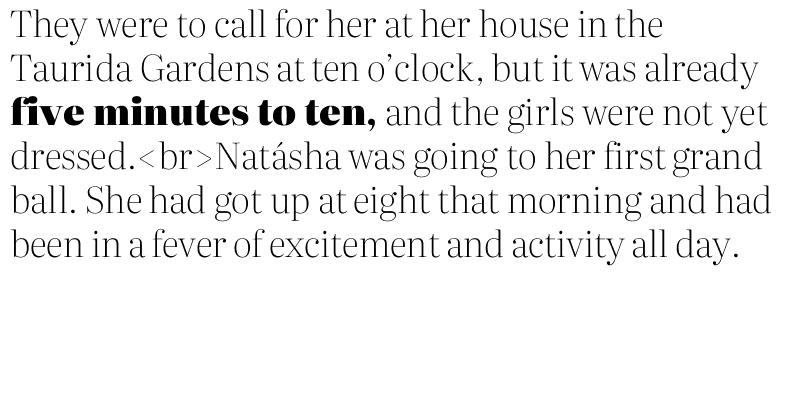 They were to call for her at her house in the
Taurida Gardens at ten o’clock, but it was already
five minutes to ten, and the girls were not yet
dressed.<br>Natásha was going to her first grand
ball. She had got up at eight that morning and had
been in a fever of excitement and activity all day.